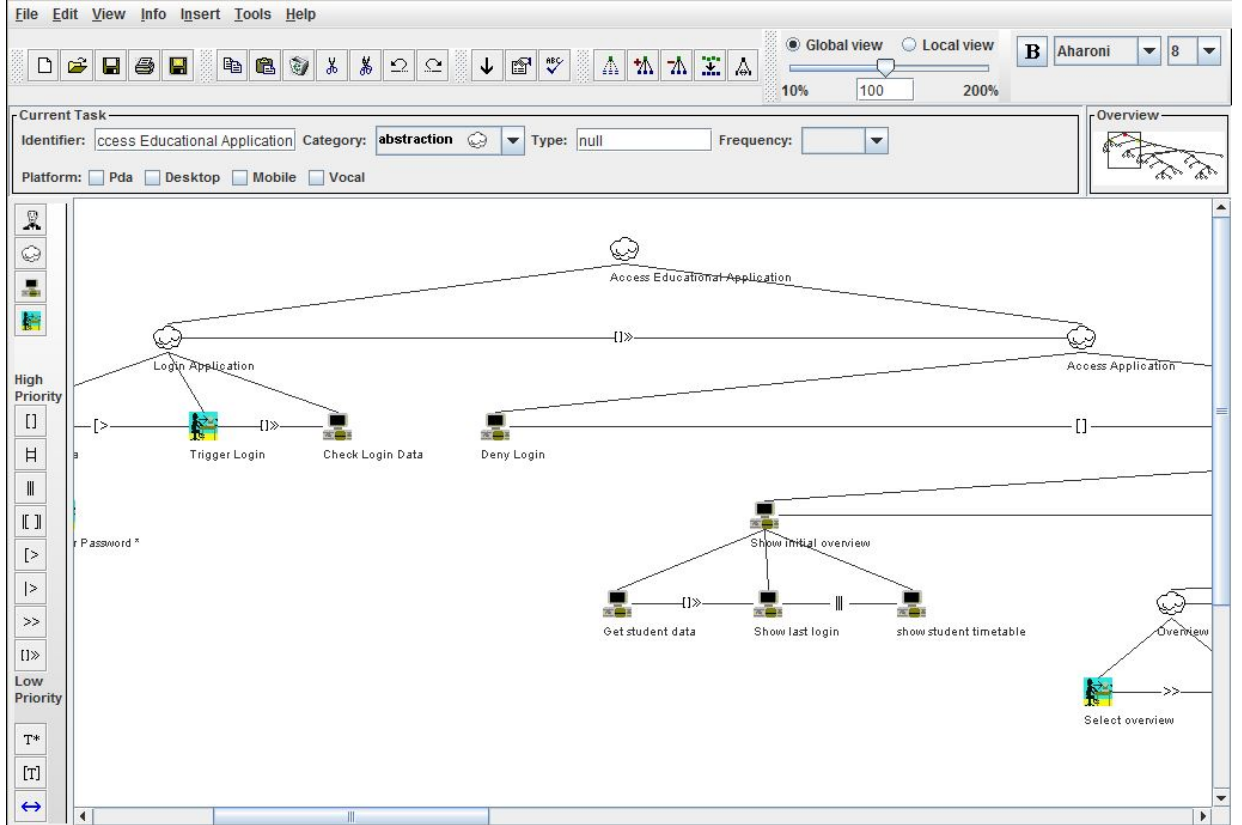 File Edit View Info Insert Tools Help
Global view Local view
B Aharoni 8
10% 100 200%
ABC
Current Task
Overview
Identifier: ccess Educational Application Category: abstraction Type: null Frequency:
Platform: Pda Desktop Mobile Vocal
Access Educational Application
[]»
Login Application
Access Application
High
Priority
[]
[>
[]»
[]
Trigger Login
Check Login Data
Deny Login
|||
|[ ]|
r Password *
Show initial overview
[>
|>
[]»
|||
>>
Get student data
Show last login
show student timetable
Overview
[]»
Low
Priority
>>
Select overview
T*
[T]